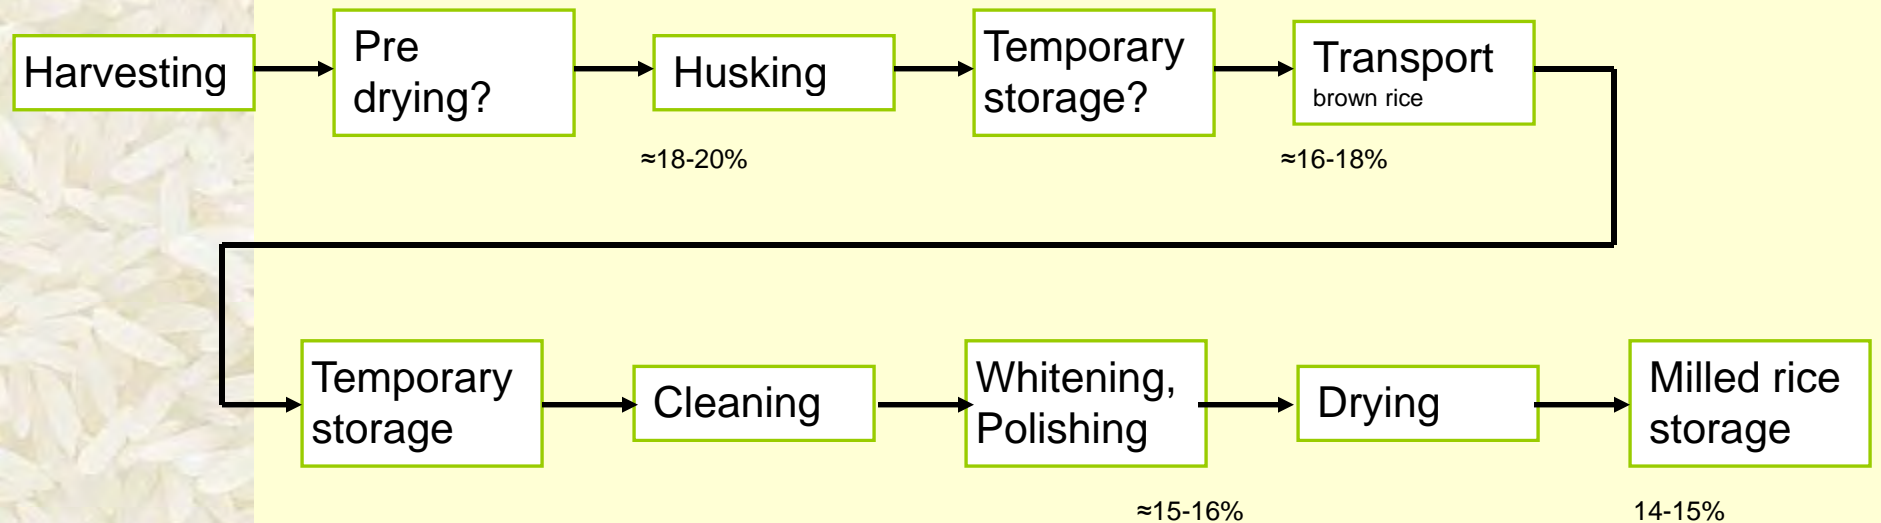 Harvesting
Pre
drying?
Husking
Temporary
storage?
Transport
brown rice
≈18-20%
≈16-18%
Temporary
storage
Cleaning
Whitening,
Polishing
Drying
Milled rice
storage
≈15-16%
14-15%